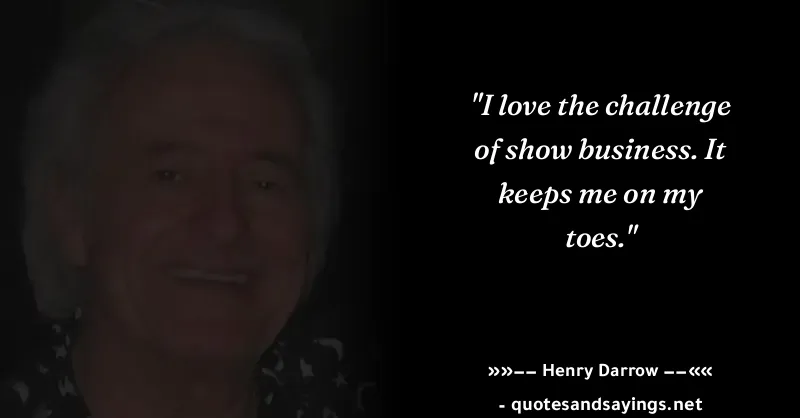 "I love the challenge
of show business. It
keeps me on my
toes."
»»–– Henry Darrow ––««
- quotesandsayings.net